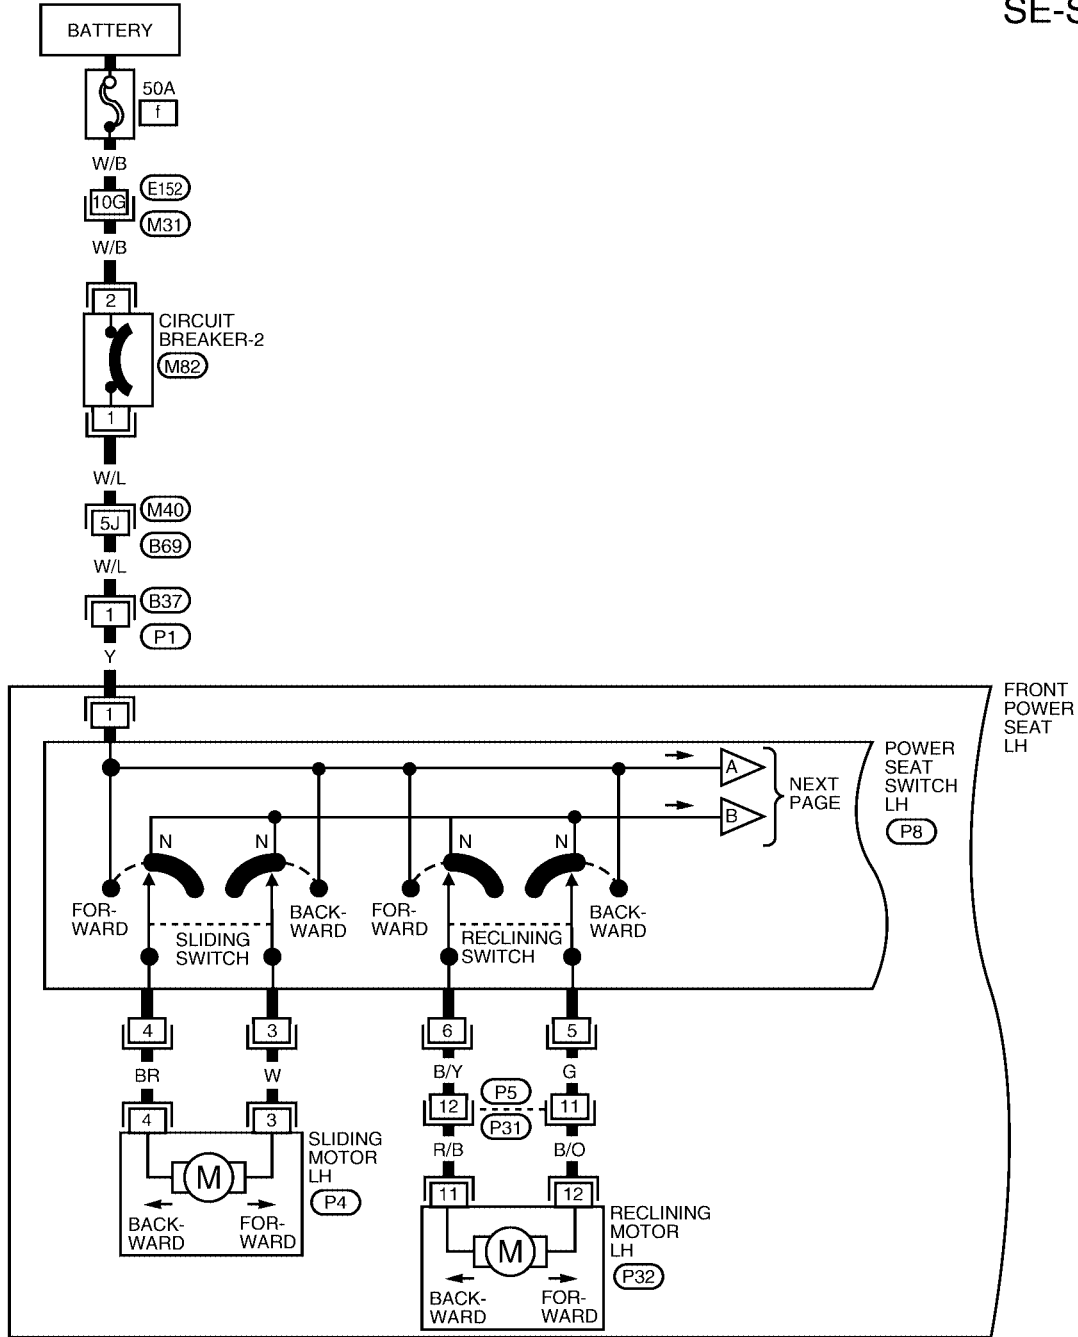 SE-S
BATTERY
50A
f
W/B
10G
E152
M31
W/B
2
CIRCUIT
BREAKER-2
M82
1
W/L
5J
M40
B69
W/L
1
B37
P1
Y
1
FRONT
POWER
SEAT
LH
POWER
SEAT
SWITCH
LH
P8
A
B
NEXT
PAGE
N
N
N
N
FOR-
WARD
SLIDING
SWITCH
BACK-
WARD
FOR-
WARD
RECLINING
SWITCH
BACK-
WARD
4
3
6
5
BR
W
B/Y
G
12
P5
P31
11
R/B
B/O
4
3
SLIDING
MOTOR
LH
P4
M
BACK-
WARD
FOR-
WARD
11
12
RECLINING
MOTOR
LH
P32
M
BACK-
WARD
FOR-
WARD